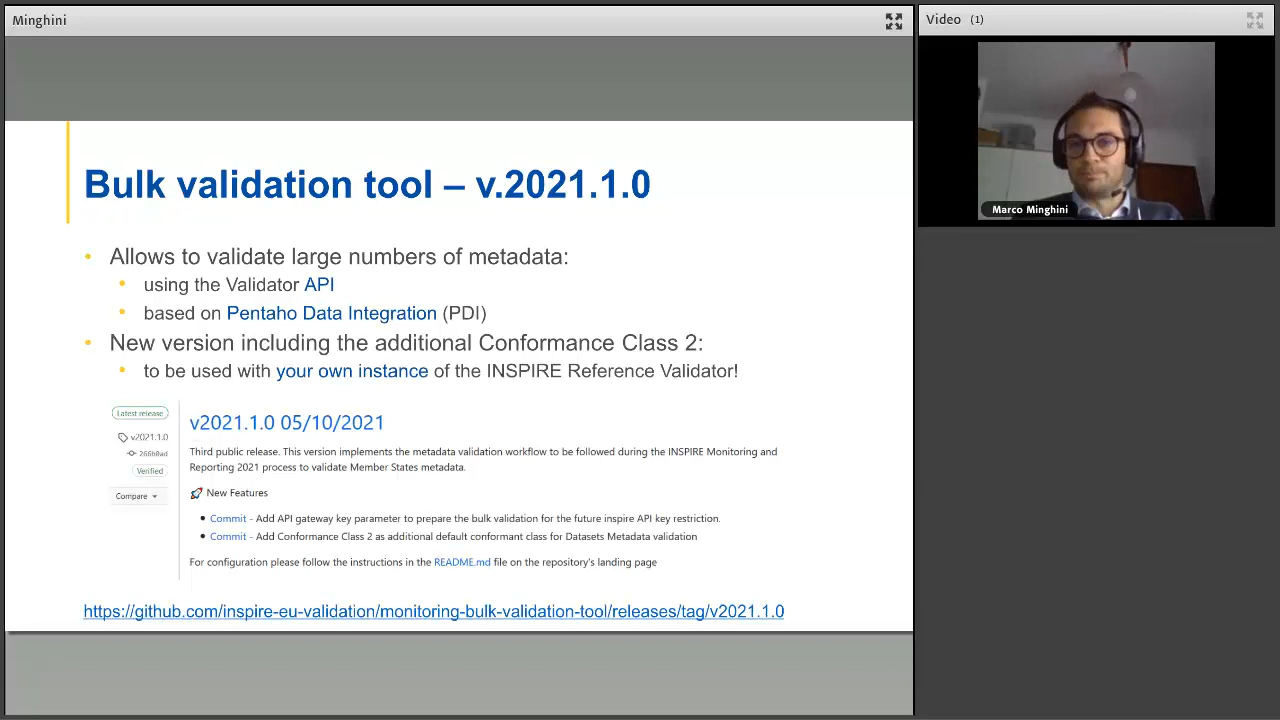 Minghini
Video (1)
Marco Minghini
Bulk validation tool – v.2021.1.0
• Allows to validate large numbers of metadata:
• using the Validator API
• based on Pentaho Data Integration (PDI)
• New version including the additional Conformance Class 2:
• to be used with your own instance of the INSPIRE Reference Validator!
Latest release
v2021.1.0
266b8ad
Verified
Compare
v2021.1.0 05/10/2021
Third public release. This version implements the metadata validation workflow to be followed during the INSPIRE Monitoring and
Reporting 2021 process to validate Member States metadata.
🚀 New Features
• Commit - Add API gateway key parameter to prepare the bulk validation for the future inspire API key restriction.
• Commit - Add Conformance Class 2 as additional default conformant class for Datasets Metadata validation
For configuration please follow the instructions in the README.md file on the repository's landing page
https://github.com/inspire-eu-validation/monitoring-bulk-validation-tool/releases/tag/v2021.1.0